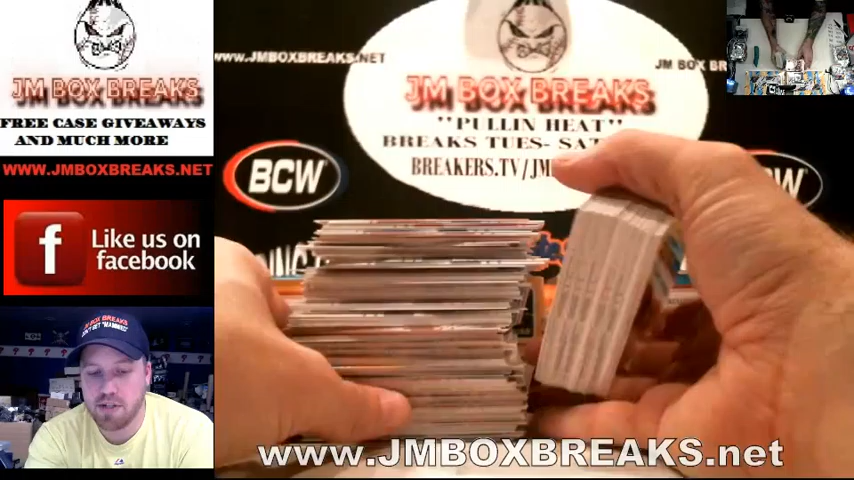 JM BOX BREAKS
FREE CASE GIVEAWAYS
AND MUCH MORE
WWW.JMBOXBREAKS.NET
f Like us on
facebook
WWW.JMBOXBREAKS.NET
JM BOX BREAKS
"PULLIN HEAT"
BREAKS TUES- SAT
BREAKERS.TV/JM
JM BOX BR
BCW
www.JMBOXBREAKS.net